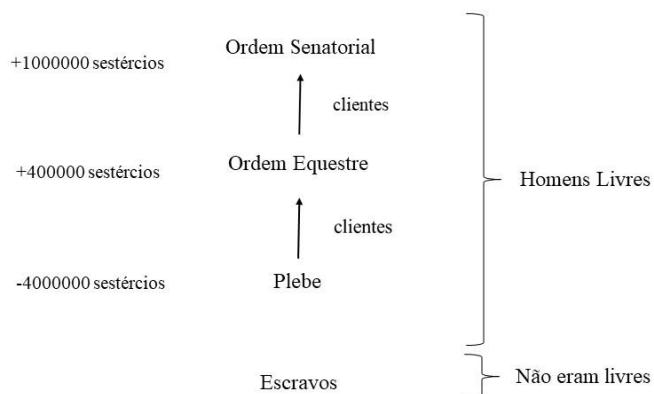 Ordem Senatorial
+1000000 sestércios
clientes
Ordem Equestre
+400000 sestércios
Homens Livres
clientes
-4000000 sestércios
Plebe
Escravos
Não eram livres